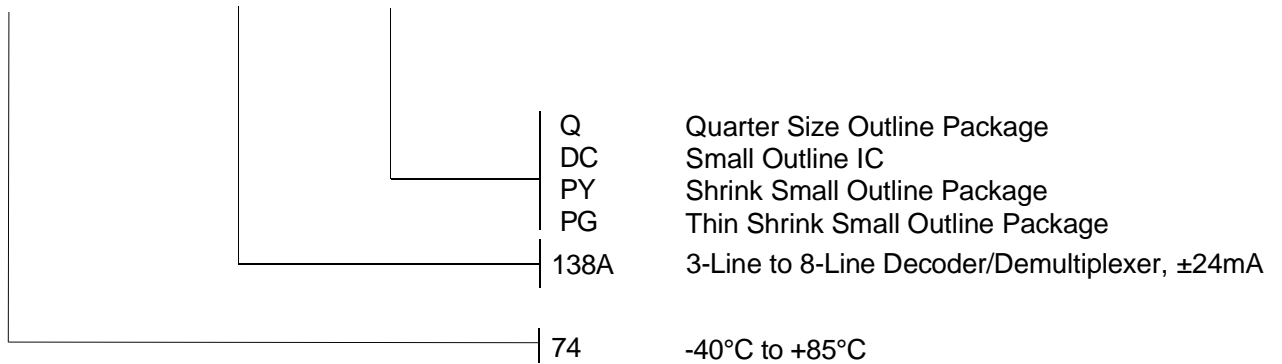 Q Quarter Size Outline Package
DC Small Outline IC
PY Shrink Small Outline Package
PG Thin Shrink Small Outline Package
138A 3-Line to 8-Line Decoder/Demultiplexer, ±24mA
74 -40°C to +85°C